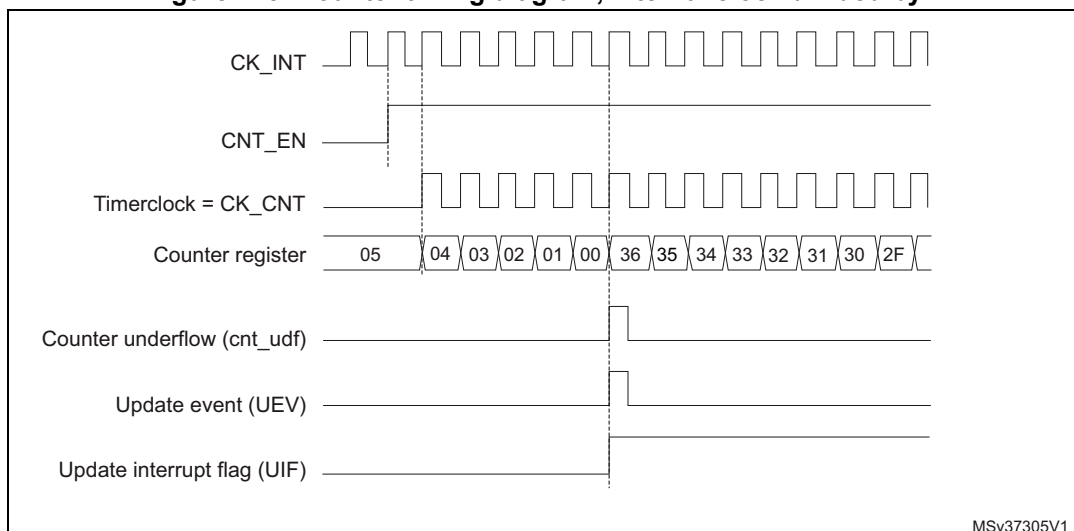 CK_INT
CNT_EN
Timerclock = CK_CNT
Counter register 05 04 03 02 01 00 36 35 34 33 32 31 30 2F
Counter underflow (cnt_udf)
Update event (UEV)
Update interrupt flag (UIF)
MSv37305V1